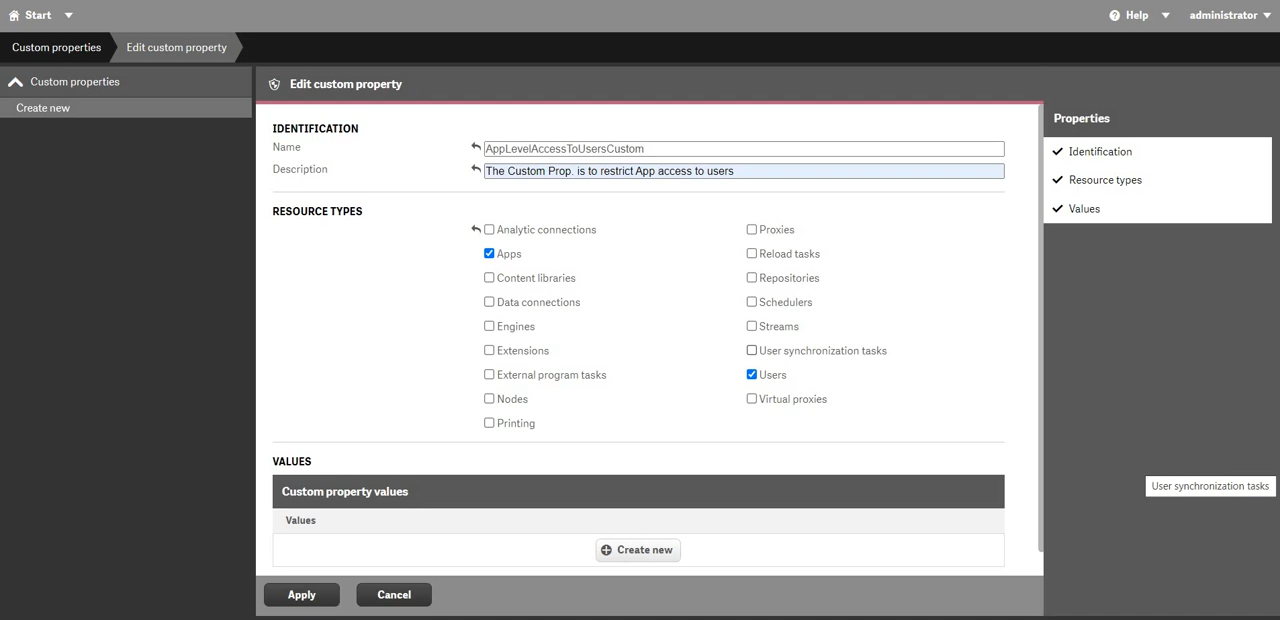 Start
Help administrator
Custom properties Edit custom property
Custom properties
Create new
Edit custom property
IDENTIFICATION
Name AppLevelAccessToUsersCustom
Description The Custom Prop. is to restrict App access to users
RESOURCE TYPES
Analytic connections Proxies
Apps Reload tasks
Content libraries Repositories
Data connections Schedulers
Engines Streams
Extensions User synchronization tasks
External program tasks Users
Nodes Virtual proxies
Printing
VALUES
Custom property values
Values
Create new
Apply Cancel
Properties
Identification
Resource types
Values
User synchronization tasks